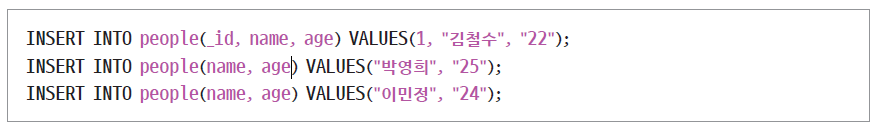 INSERT INTO people(_id, name, age) VALUES(1, "김철수", "22");
INSERT INTO people(name, age) VALUES("박영희", "25");
INSERT INTO people(name, age) VALUES("이민정", "24");